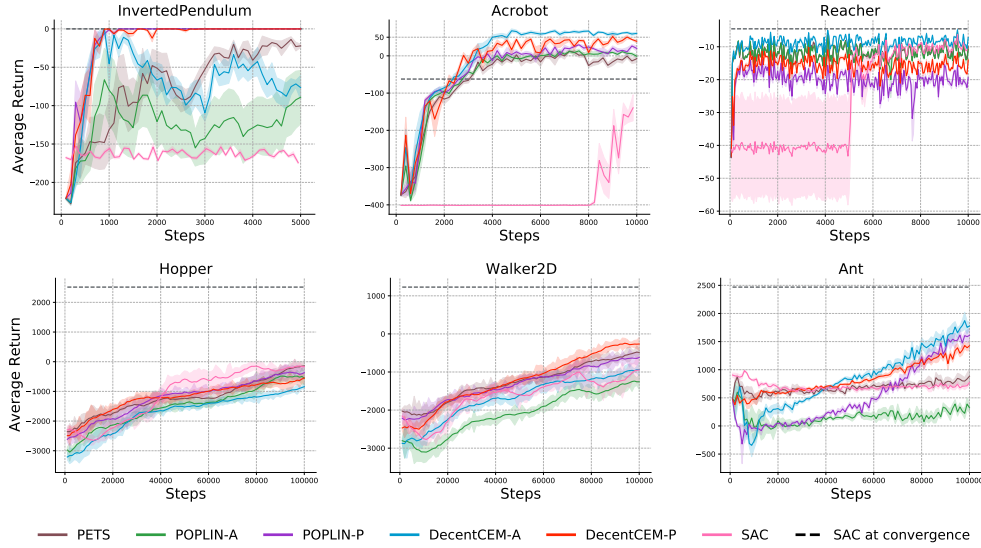 InvertedPendulum
Acrobot
Reacher
Average Return
0
−50
−100
−150
−200
0 1000 2000 3000 4000 5000
Steps
50
0
−100
−200
−300
−400
0 2000 4000 6000 8000 10000
Steps
−10
−20
−30
−40
−50
−60
0 2000 4000 6000 8000 10000
Steps
Hopper
Walker2D
Ant
Average Return
2000
1000
0
−1000
−2000
−3000
0 20000 40000 60000 80000 100000
Steps
1000
0
−1000
−2000
−3000
0 20000 40000 60000 80000 100000
Steps
2500
2000
1500
1000
500
0
−500
0 20000 40000 60000 80000 100000
Steps
PETS POPLIN-A POPLIN-P DecentCEM-A DecentCEM-P SAC SAC at convergence